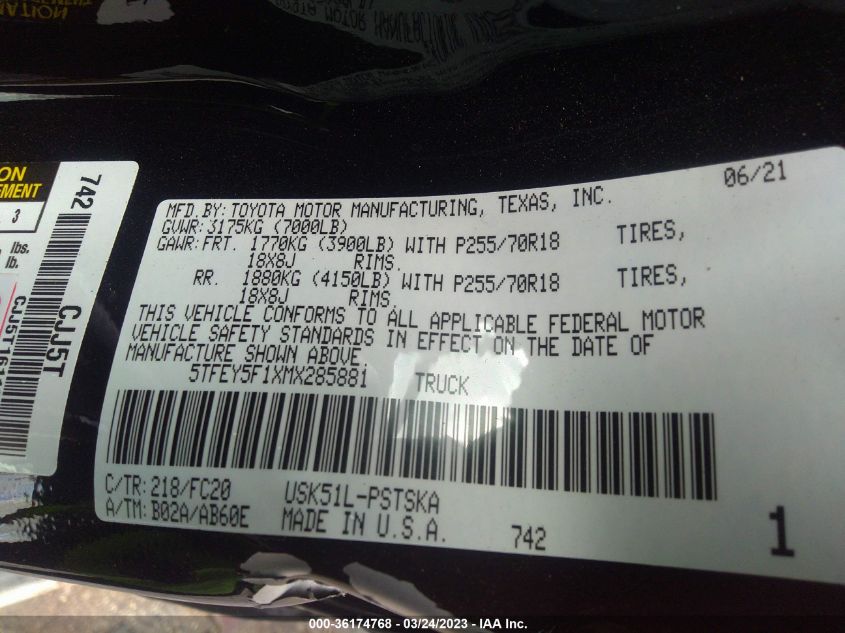 06/21
MFD.BY:TOYOTA MOTOR MANUFACTURING, TEXAS, INC.
GVWR:3175KG (7000LB)
GAWR:FRT. 1770KG (3900LB) WITH P255/70R18 TIRES,
18X8J RIMS.
RR. 1880KG (4150LB) WITH P255/70R18 TIRES,
18X8J RIMS.
THIS VEHICLE CONFORMS TO ALL APPLICABLE FEDERAL MOTOR
VEHICLE SAFETY STANDARDS IN EFFECT ON THE DATE OF
MANUFACTURE SHOWN ABOVE.
5TFEY5F1XMX285881 TRUCK
C/TR:218/FC20 USK51L-PSTSKA
A/TM:B02A/AB60E MADE IN U.S.A. 742 1
742
CJJ5T
3
lbs.
lb.
000-36174768 - 03/24/2023 - IAA Inc.